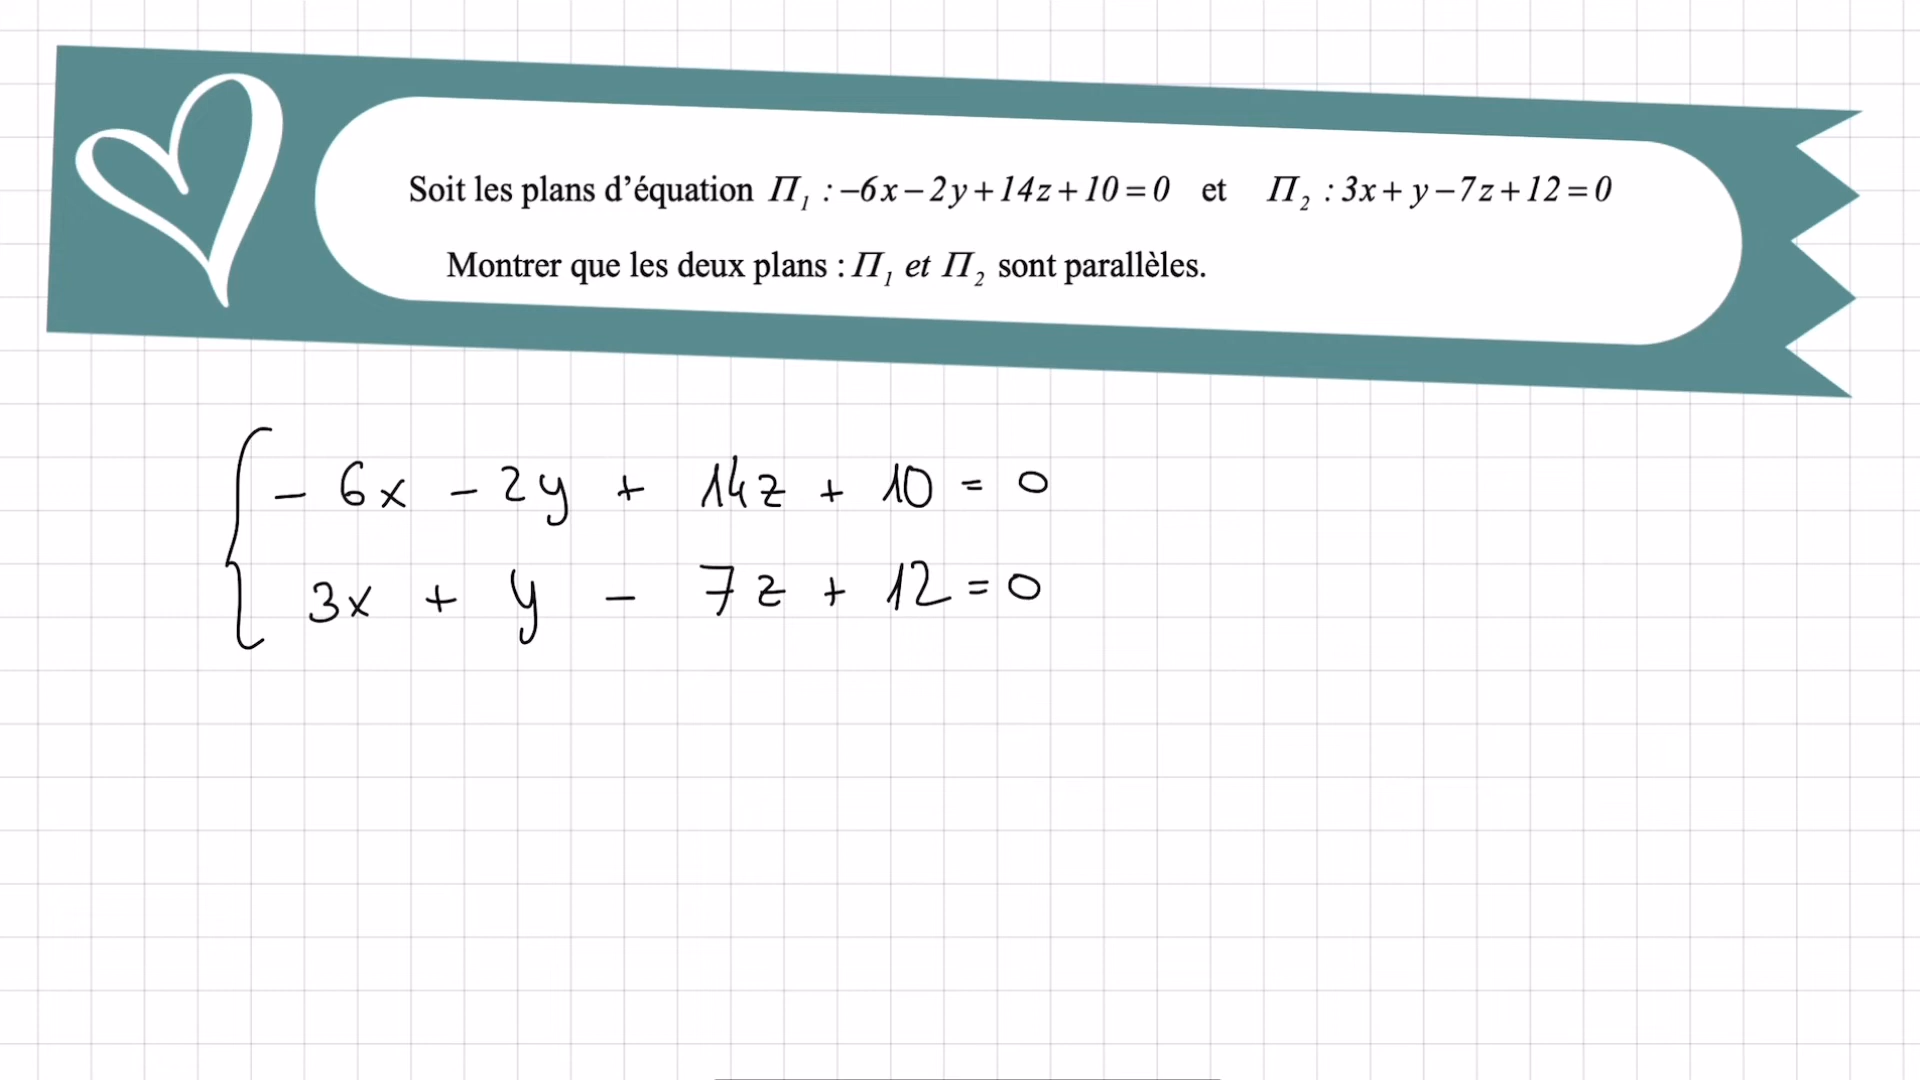 Soit les plans d’équation Π₁ : −6x−2y+14z+10=0 et Π₂ : 3x+y−7z+12=0
Montrer que les deux plans : Π₁ et Π₂ sont parallèles.
− 6x − 2y + 14z + 10 = 0
3x + y − 7z + 12 = 0